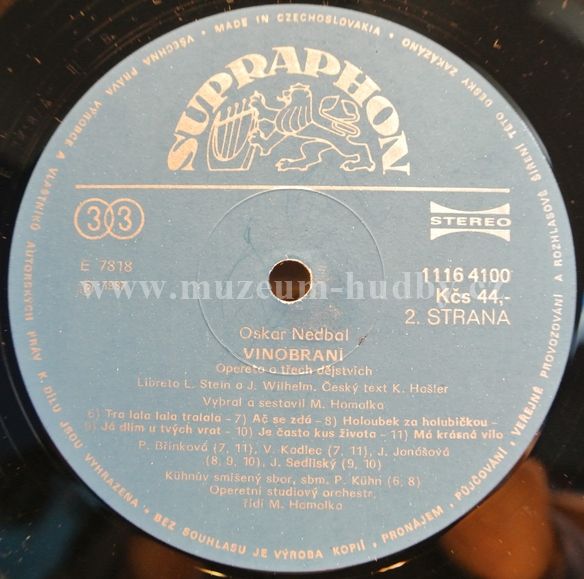 MADE IN CZECHOSLOVAKIA • VŠECHNA PRÁVA VÝROBCE A VLASTNÍKŮ AUTORSKÝCH PRÁV K DÍLU JSOU VYHRAZENA • BEZ SOUHLASU JE VÝROBA KOPIÍ • PRONÁJEM, PŮJČOVÁNÍ • VEŘEJNÉ PROVOZOVÁNÍ A ROZHLASOVÉ ŠÍŘENÍ TÉTO DESKY ZAKÁZÁNO •
SUPRAPHON
33
STEREO
E 7818
1116 4100
Kčs 44,-
www.muzeum-hudby.cz
2. STRANA
Oskar Nedbal
VINOBRANÍ
Opereta o třech dějstvích
Libreto L. Stein a J. Wilhelm. Český text K. Hašler
Vybral a sestavil M. Homolka
6) Tra lala lala tralala – 7) Ač se zdá – 8) Holoubek za holubičkou –
9) Já dlím u tvých vrat – 10) Je často kus života – 11) Má krásná vílo
P. Břínková (7, 11), V. Kadlec (7, 11), J. Jonášová
(8, 9, 10), J. Sedliský (9, 10)
Kühnův smíšený sbor, sbm. P. Kühn (6, 8)
Operetní studiový orchestr,
řídí M. Homolka